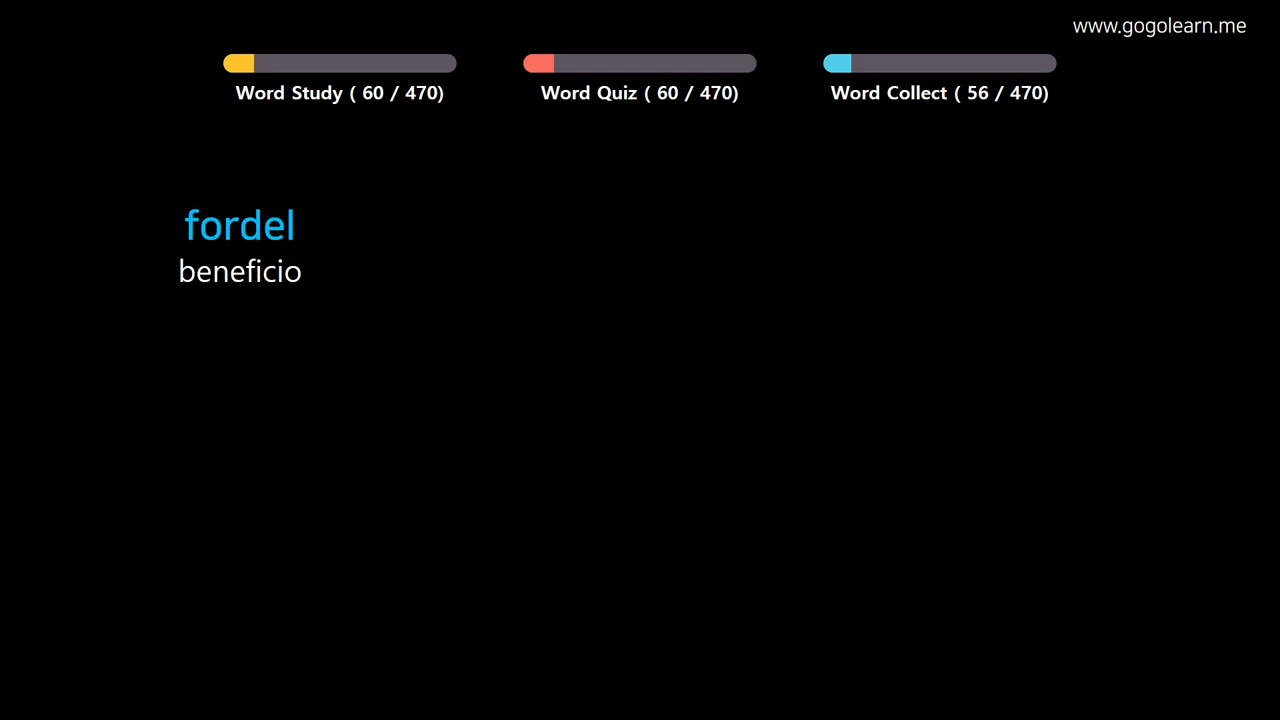 www.gogolearn.me
Word Study ( 60 / 470)
Word Quiz ( 60 / 470)
Word Collect ( 56 / 470)
fordel
beneficio